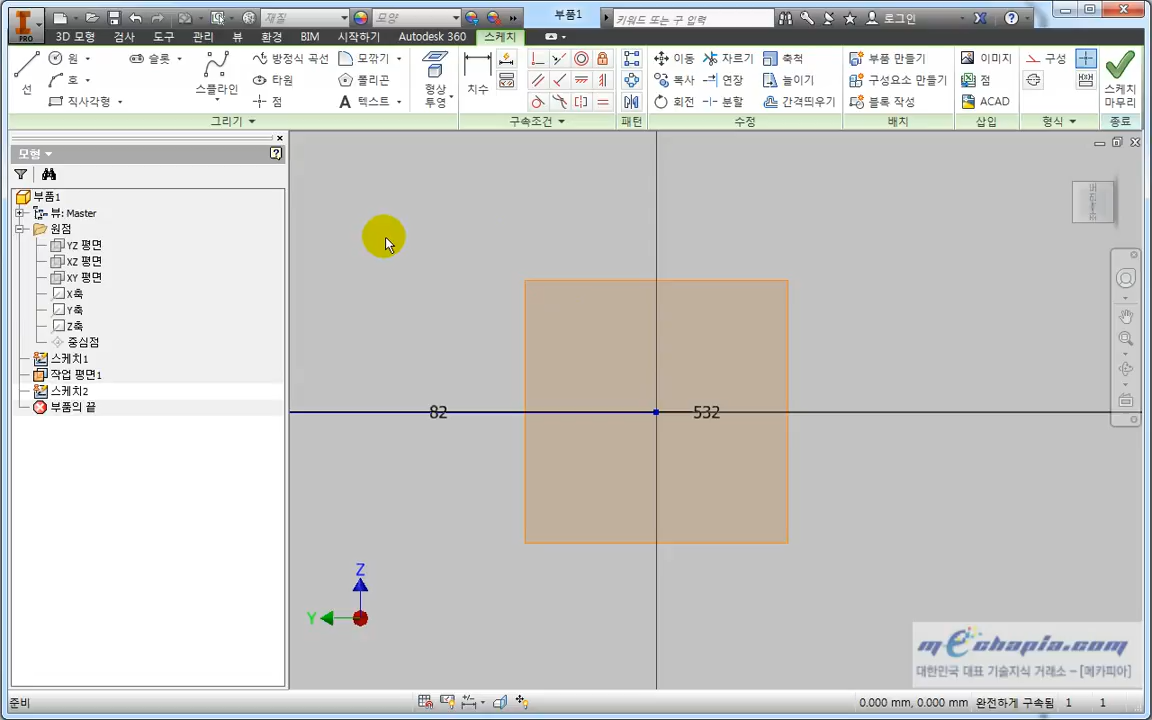 PRO
재질
모양
부품1
키워드 또는 구 입력
로그인
3D 모형 검사 도구 관리 뷰 환경 BIM 시작하기 Autodesk 360 스케치
선
원
호
직사각형
슬롯
스플라인
방정식 곡선
타원
점
모깎기
폴리곤
텍스트
형상 투영
치수
이동
복사
회전
자르기
연장
분할
축척
늘이기
간격띄우기
부품 만들기
구성요소 만들기
블록 작성
이미지
점
ACAD
구성
스케치 마무리
그리기
구속조건
패턴
수정
배치
삽입
형식
종료
모형
부품1
뷰: Master
원점
YZ 평면
XZ 평면
XY 평면
X축
Y축
Z축
중심점
스케치1
작업 평면1
스케치2
부품의 끝
82
532
Z
Y
mechapia.com
대한민국 대표 기술지식 거래소 – [메카피아]
준비
0.000 mm, 0.000 mm 완전하게 구속됨 1 1